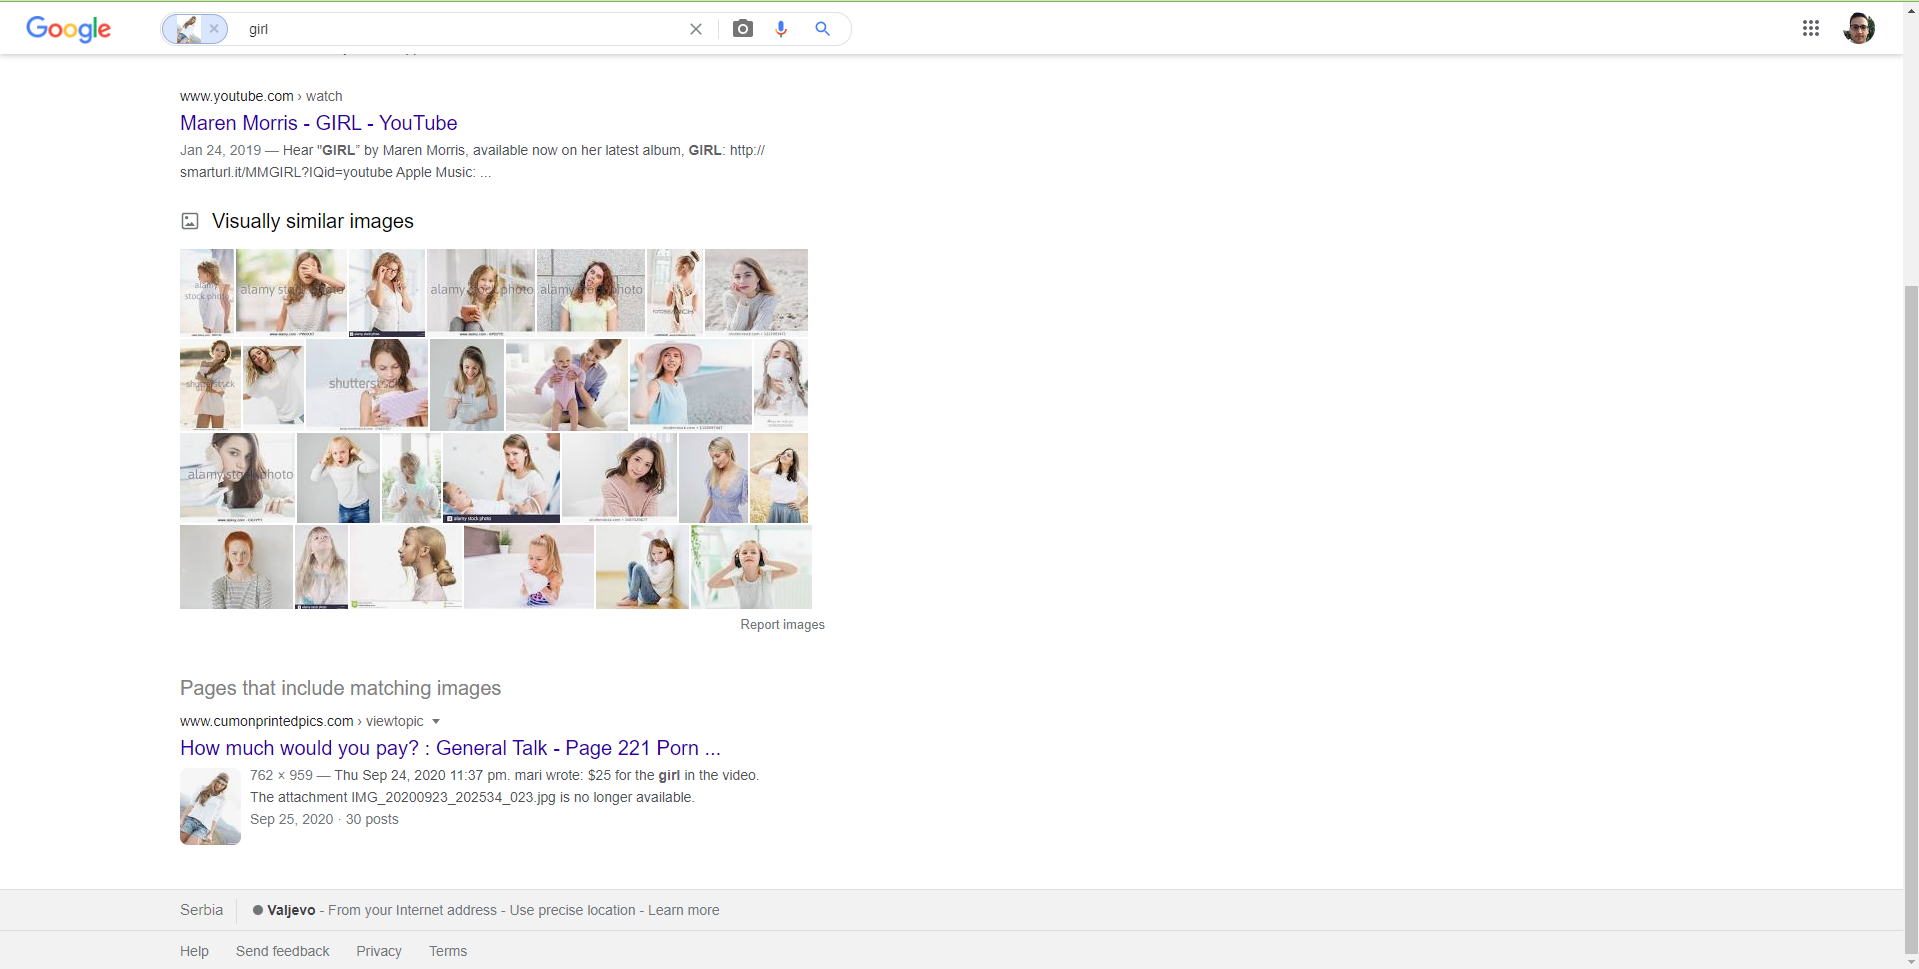 Google
girl
www.youtube.com › watch
Maren Morris - GIRL - YouTube
Jan 24, 2019 — Hear "GIRL" by Maren Morris, available now on her latest album, GIRL: http://
smarturl.it/MMGIRL?IQid=youtube Apple Music: ...
Visually similar images
alamy stock photo
alamy stock photo
alamy stock photo
alamy stock photo
shutterstock
shutterstock
alamy stock photo
alamy stock photo
Report images
Pages that include matching images
www.cumonprintedpics.com › viewtopic
How much would you pay? : General Talk - Page 221 Porn ...
762 × 959 — Thu Sep 24, 2020 11:37 pm. mari wrote: $25 for the girl in the video.
The attachment IMG_20200923_202534_023.jpg is no longer available.
Sep 25, 2020 · 30 posts
Serbia
Valjevo - From your Internet address - Use precise location - Learn more
Help Send feedback Privacy Terms